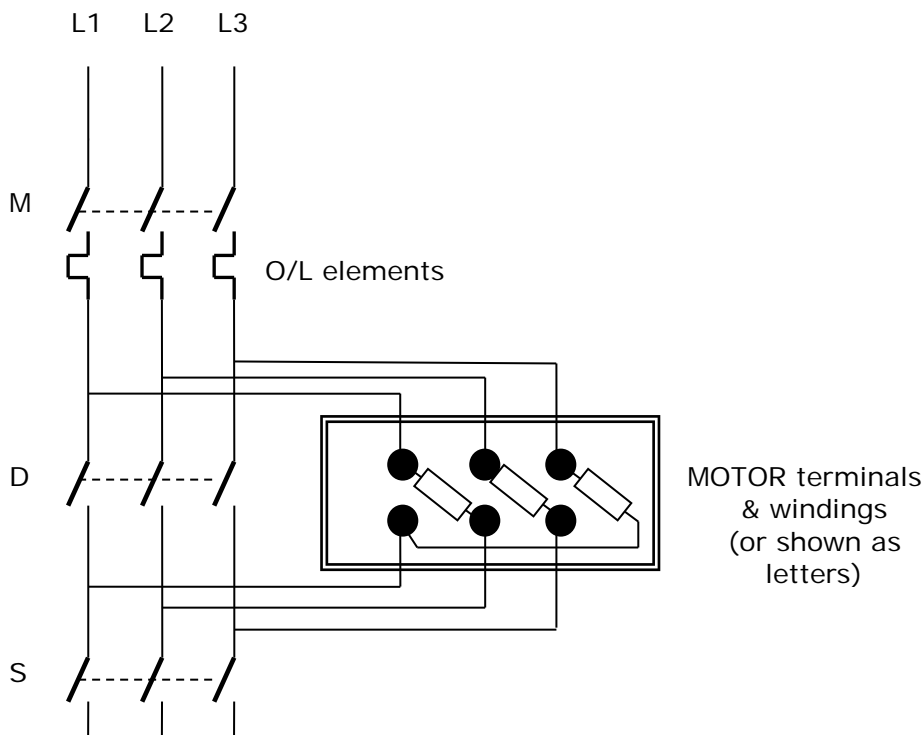 L1 L2 L3
M
O/L elements
D
MOTOR terminals
& windings
(or shown as
letters)
S